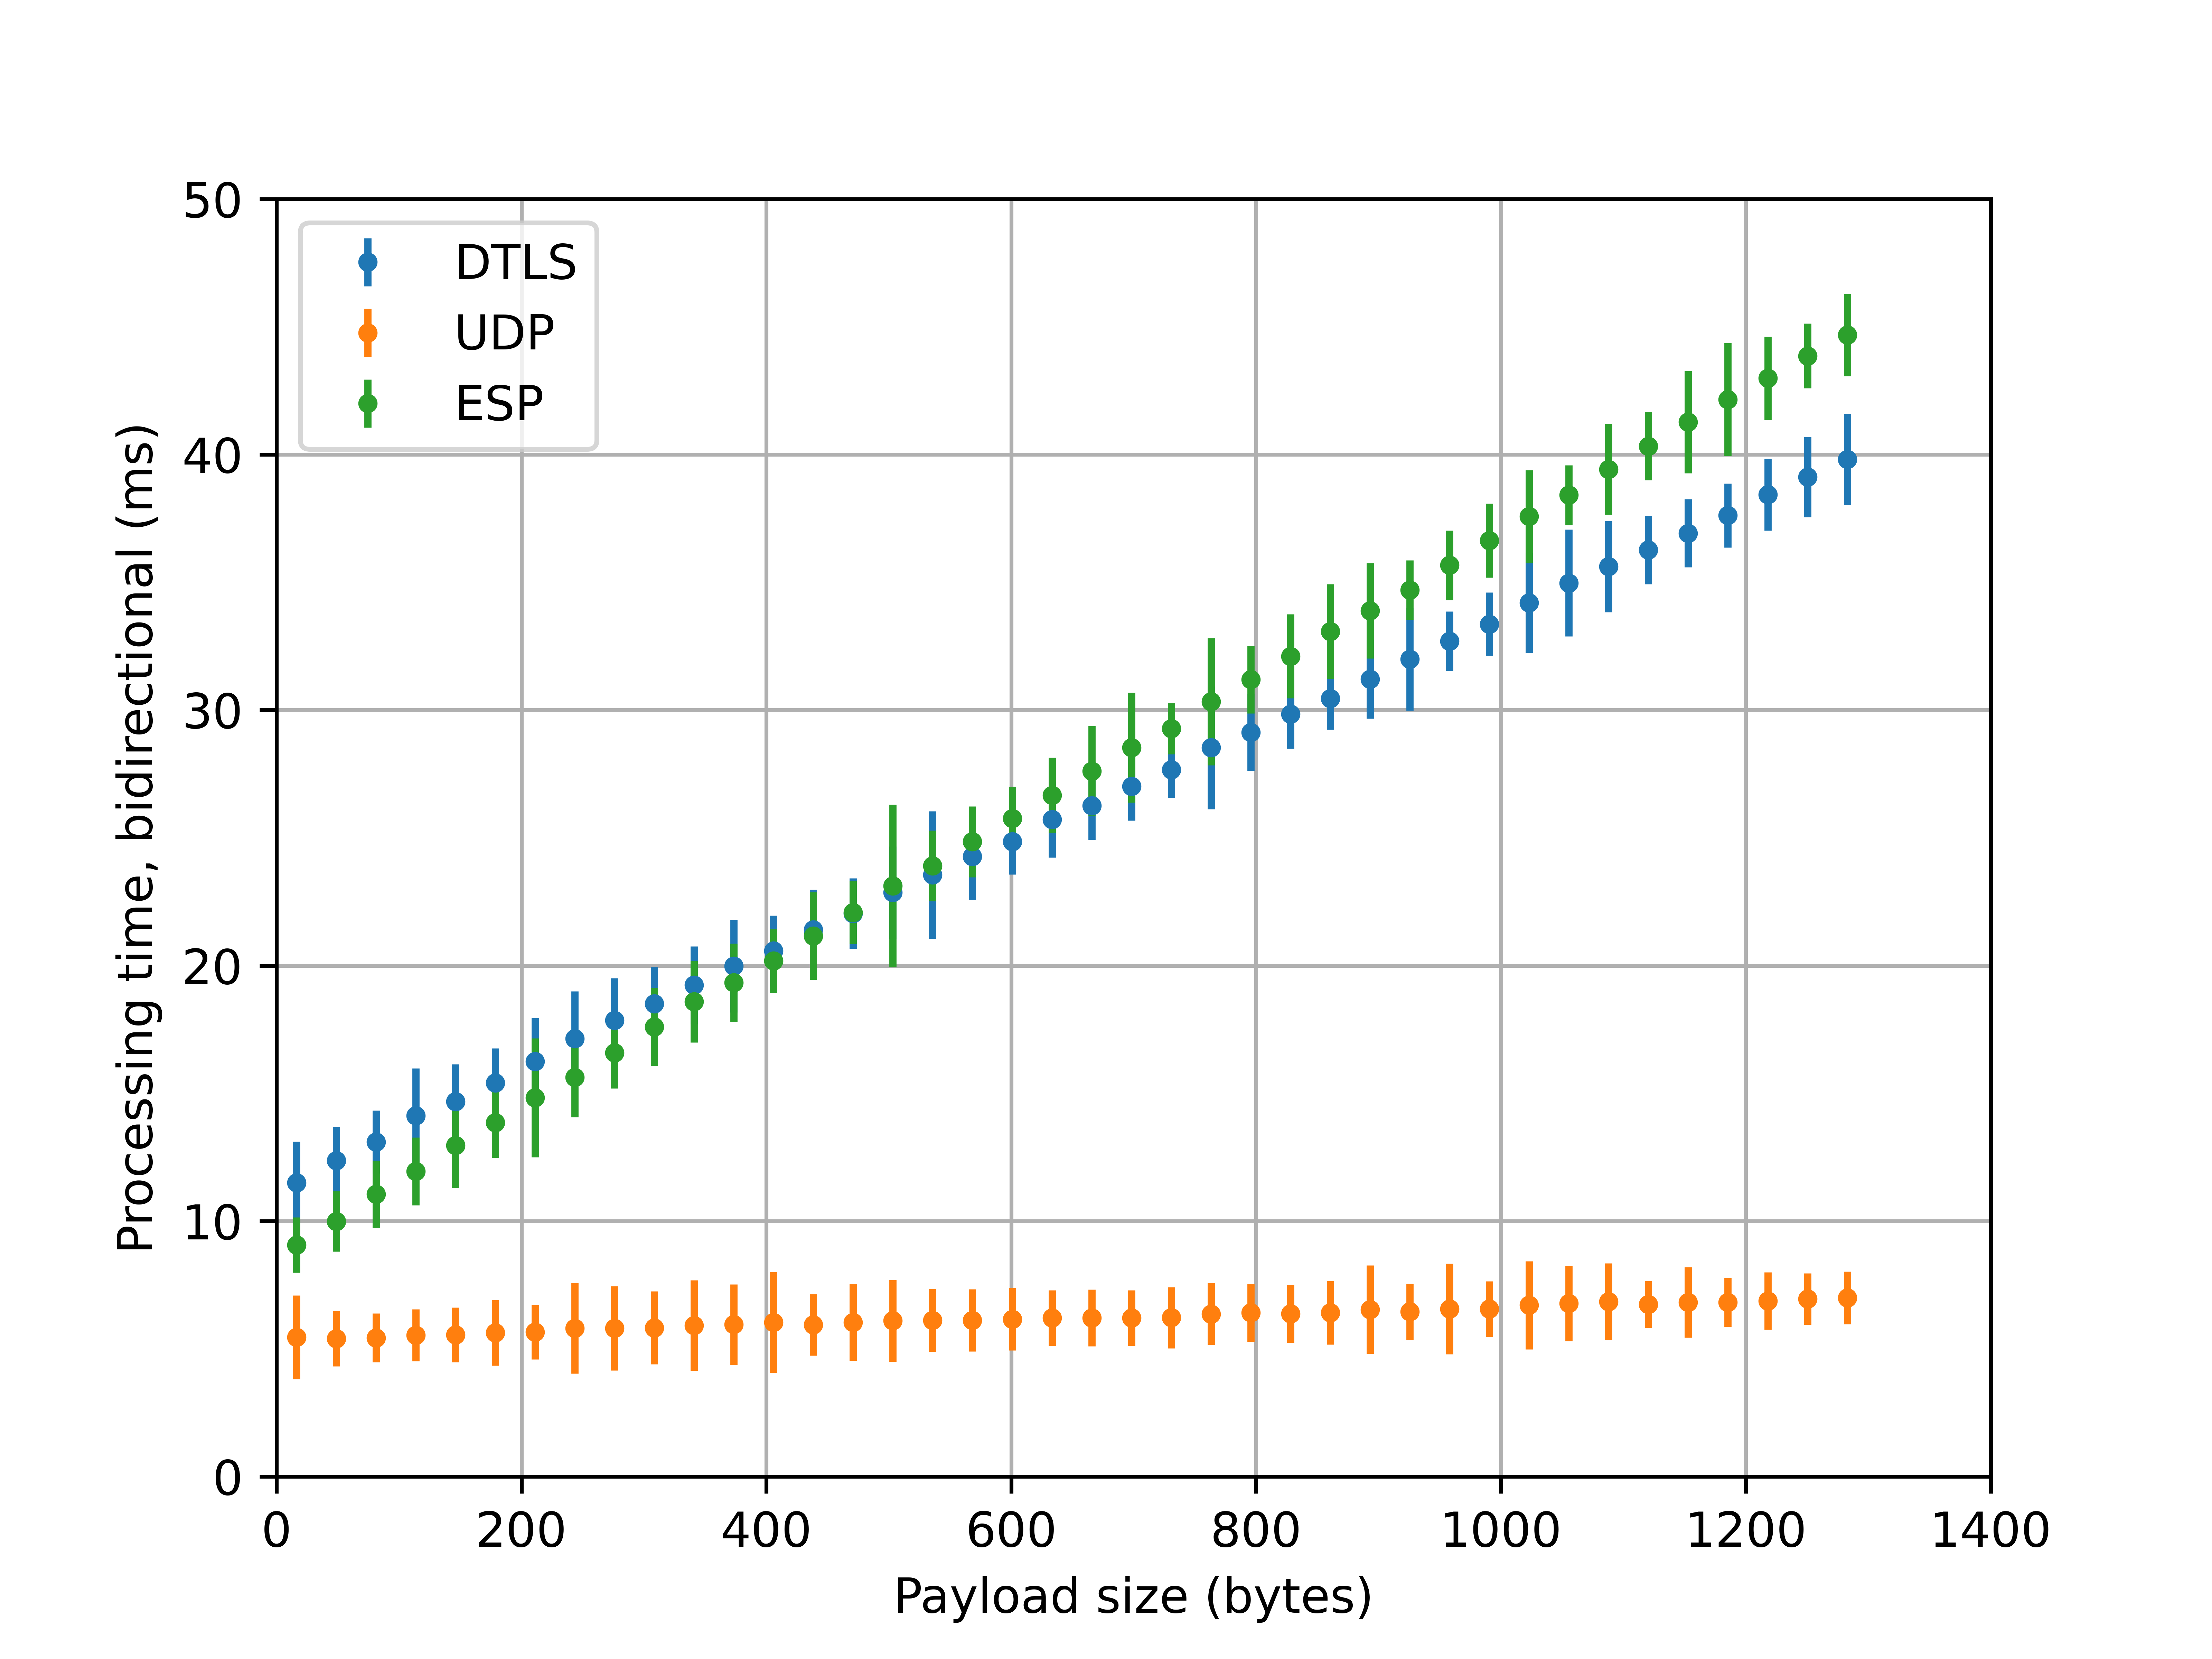 DTLS
UDP
ESP
Processing time, bidirectional (ms)
50
40
30
20
10
0
0 200 400 600 800 1000 1200 1400
Payload size (bytes)